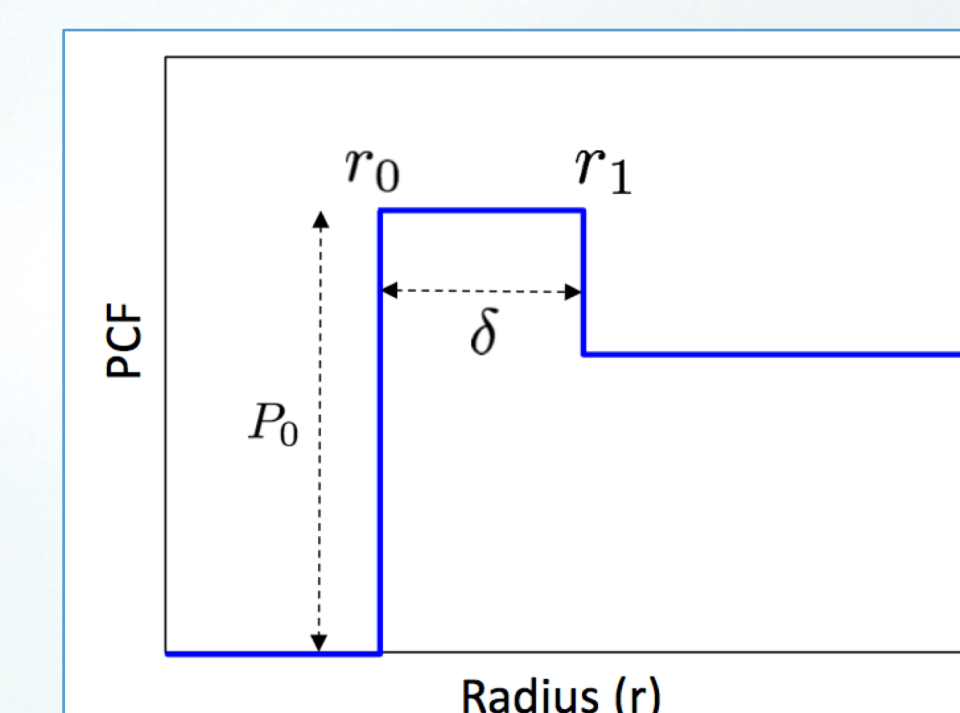 r₀ r₁
δ
P₀
PCF
Radius (r)